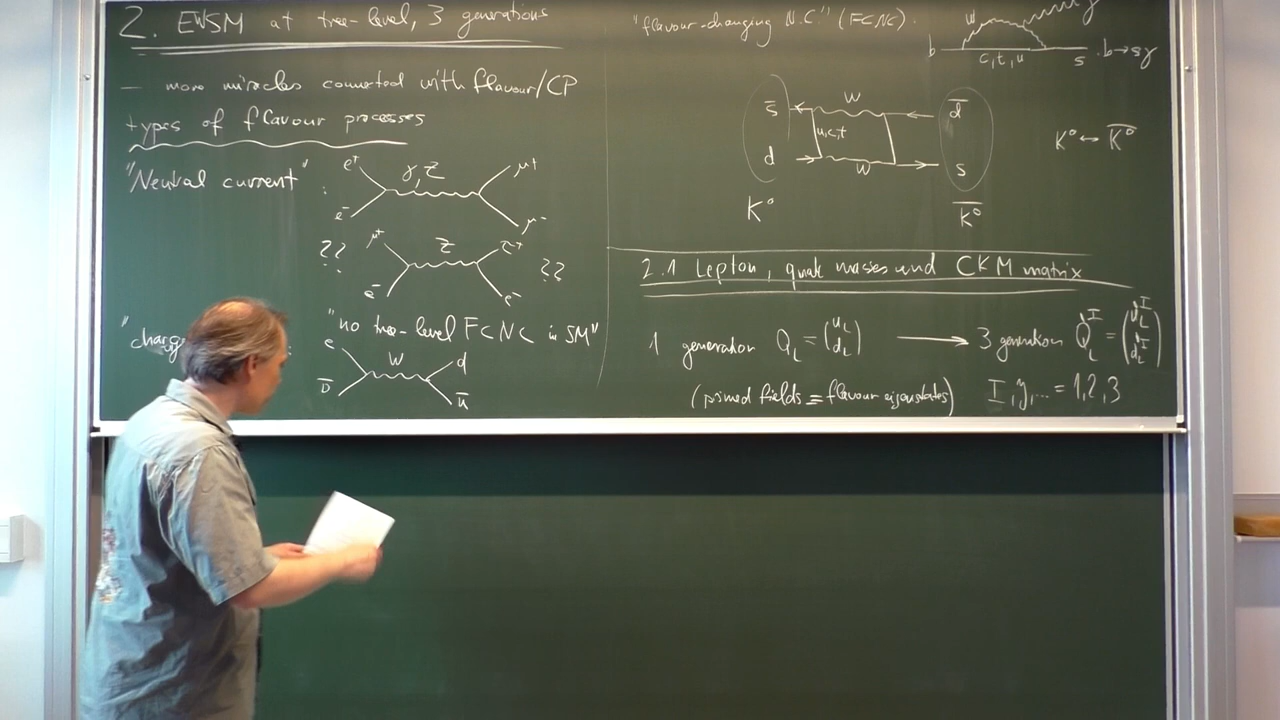 2. EWSM at tree-level, 3 generations
— more miracles connected with flavour/CP
types of flavour processes
"Neutral current" :
e+ γ, Z μ+
e- μ-
?? μ+ Z τ+ ??
e- e-
"no tree-level FCNC in SM"
"charg
e W d
ν̄ ū
"flavour-changing N.C." (FCNC).
W γ
b c,t,u s . b→sγ
s̄ W d̄
u,c,t
d W s
K⁰ ↔ K̄⁰
K⁰ K̄⁰
2.1 Lepton, quark masses and CKM matrix
1 generation Q_L = (u_L d_L) → 3 generations Q_L^I = (u_L^I d_L^I)
(primed fields ≡ flavour eigenstates) I, J, ... = 1,2,3